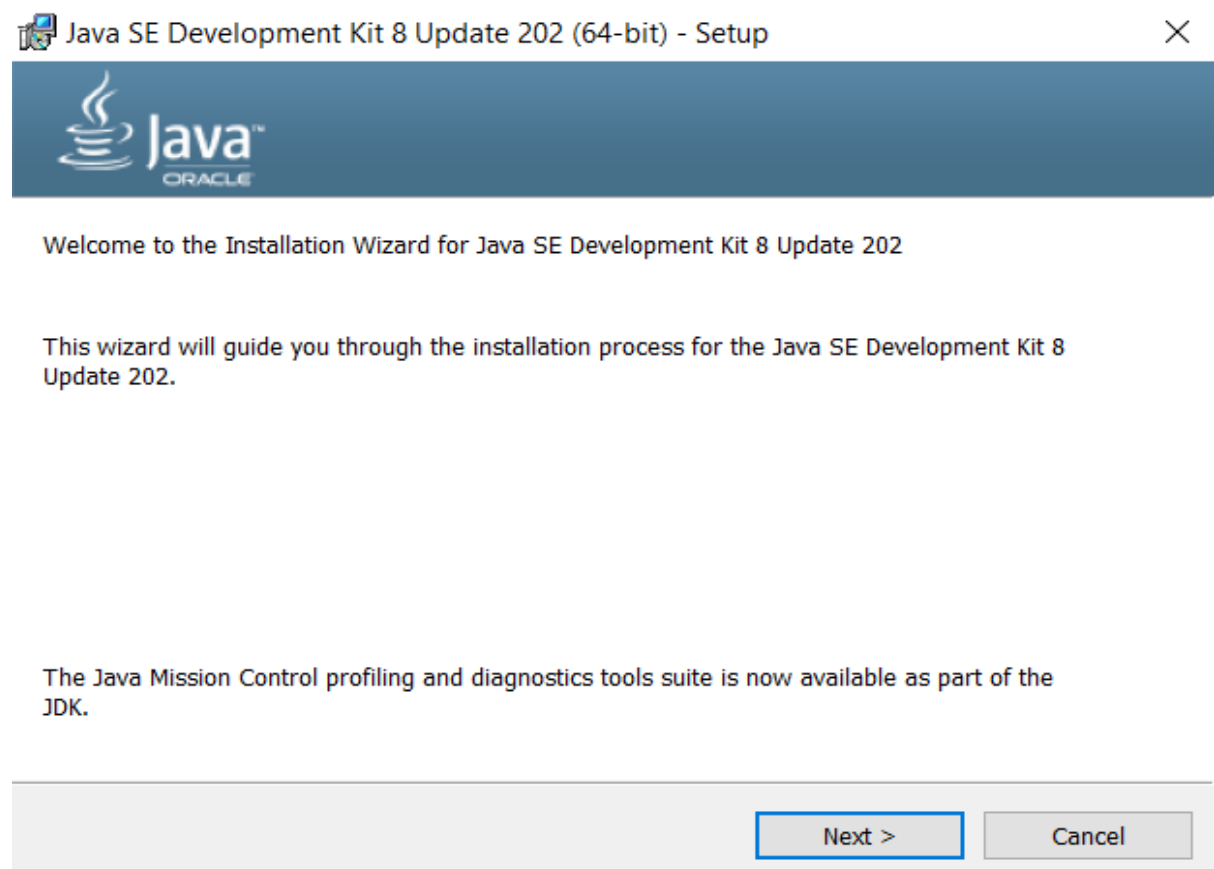 Java SE Development Kit 8 Update 202 (64-bit) - Setup
Java™
ORACLE
Welcome to the Installation Wizard for Java SE Development Kit 8 Update 202
This wizard will guide you through the installation process for the Java SE Development Kit 8
Update 202.
The Java Mission Control profiling and diagnostics tools suite is now available as part of the
JDK.
Next >
Cancel